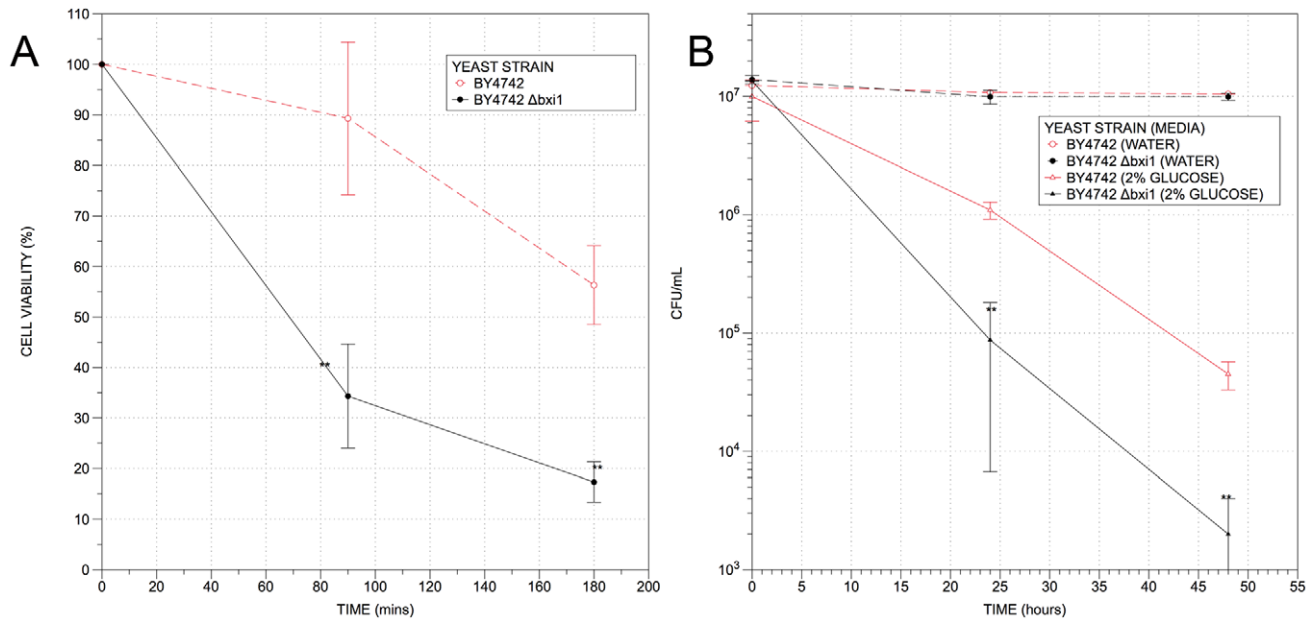 A
CELL VIABILITY (%)
110
100
90
80
70
60
50
40
30
20
10
0
YEAST STRAIN
BY4742
BY4742 Δbxi1
**
**
0 20 40 60 80 100 120 140 160 180 200
TIME (mins)
B
CFU/mL
10⁷
10⁶
10⁵
10⁴
10³
YEAST STRAIN (MEDIA)
BY4742 (WATER)
BY4742 Δbxi1 (WATER)
BY4742 (2% GLUCOSE)
BY4742 Δbxi1 (2% GLUCOSE)
**
**
0 5 10 15 20 25 30 35 40 45 50 55
TIME (hours)